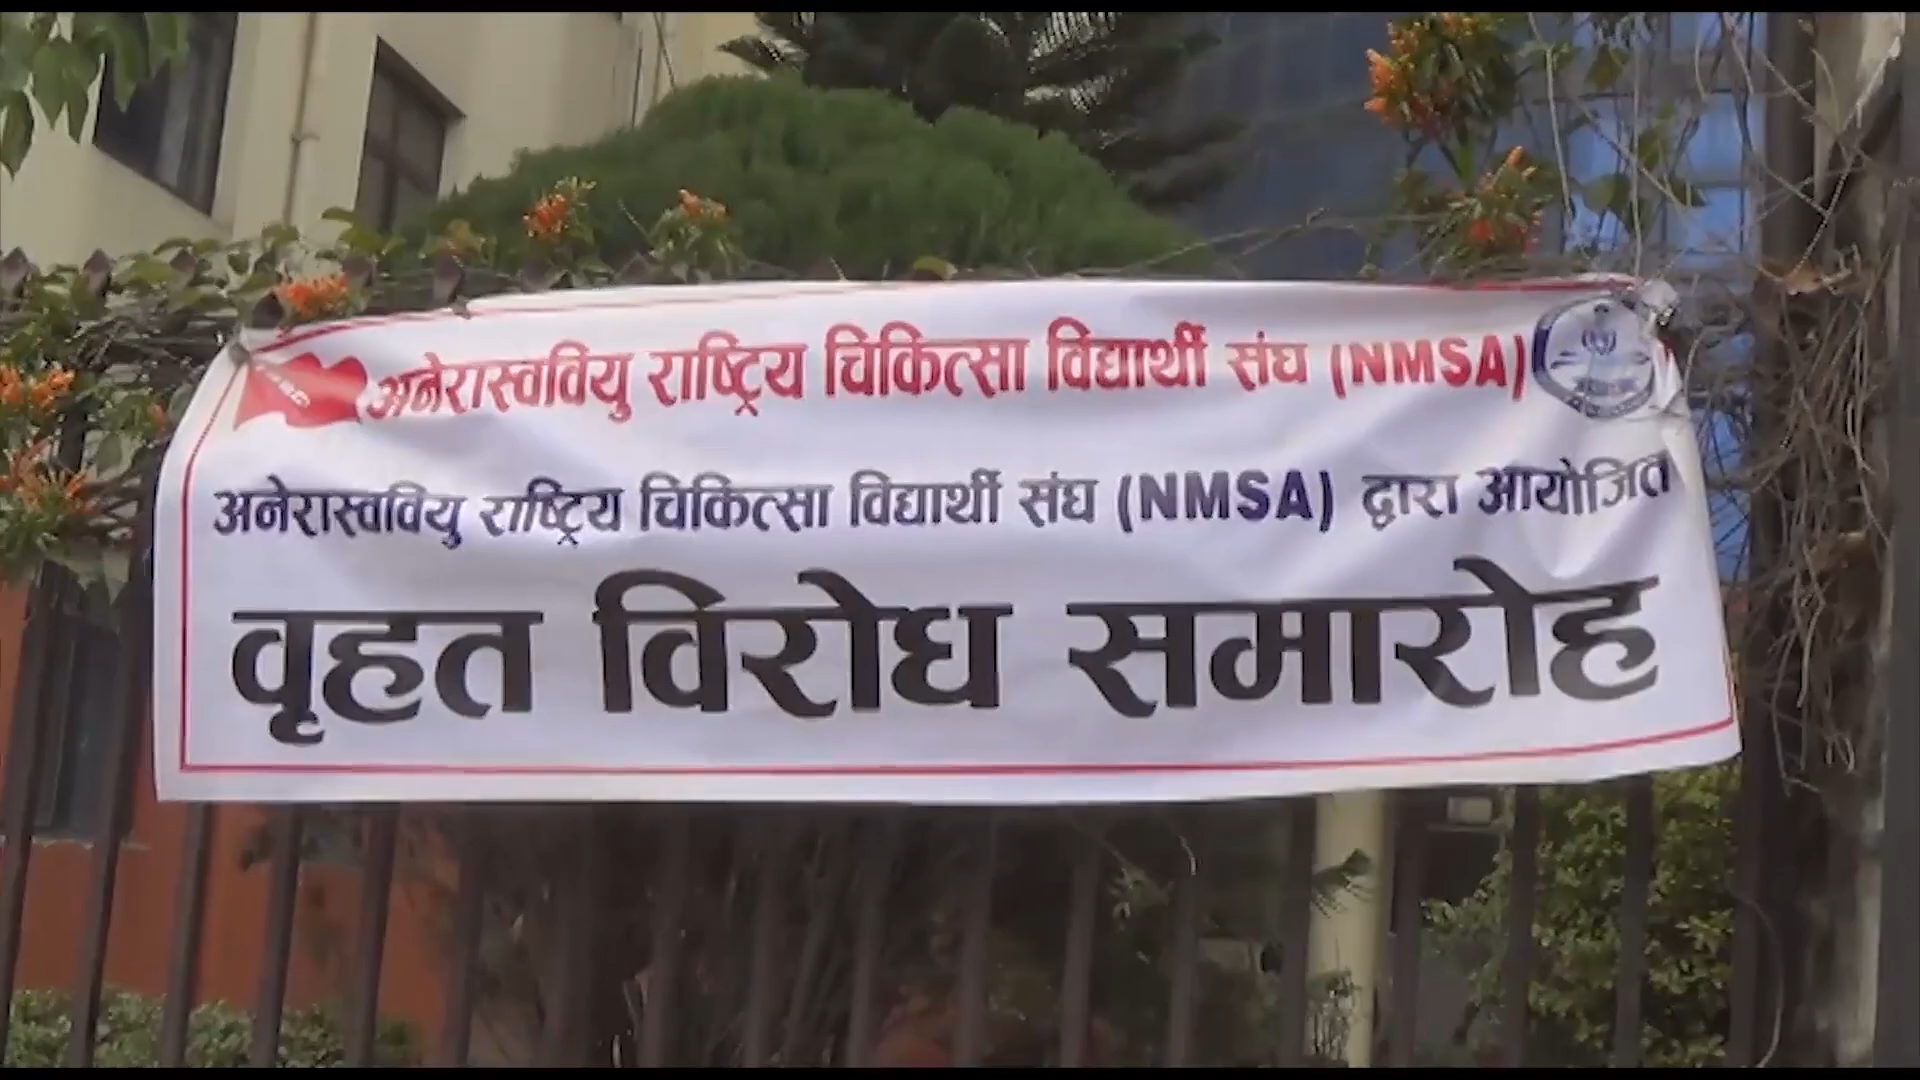 अनेरास्ववियु राष्ट्रिय चिकित्सा विद्यार्थी संघ (NMSA)
अनेरास्ववियु राष्ट्रिय चिकित्सा विद्यार्थी संघ (NMSA) द्वारा आयोजित
वृहत विरोध समारोह